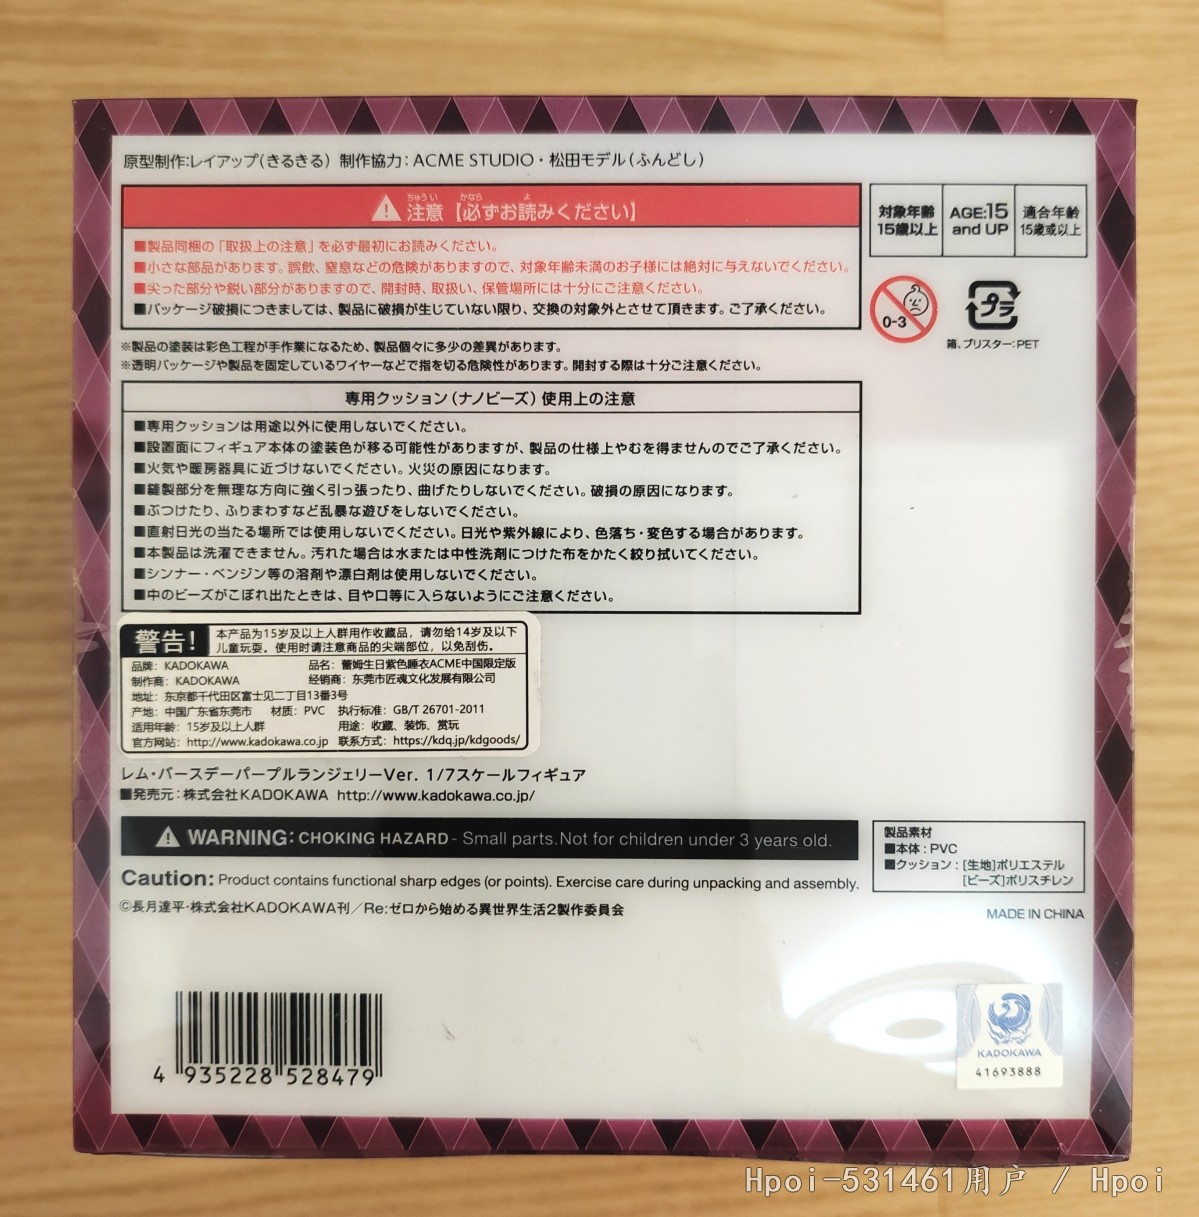 原型制作:レイアップ(きるきる) 制作協力:ACME STUDIO・松田モデル(ふんどし)
注意【必ずお読みください】
ちゅう い かなら よ
■製品同梱の「取扱上の注意」を必ず最初にお読みください。
■小さな部品があります。誤飲、窒息などの危険がありますので、対象年齢未満のお子様には絶対に与えないでください。
■尖った部分や鋭い部分がありますので、開封時、取扱い、保管場所には十分にご注意ください。
■パッケージ破損につきましては、製品に破損が生じていない限り、交換の対象外とさせて頂きます。ご了承ください。
対象年齢
15歳以上
AGE:15
and UP
適合年齢
15歲或以上
0-3
プラ
箱、ブリスター:PET
※製品の塗装は彩色工程が手作業になるため、製品個々に多少の差異があります。
※透明パッケージや製品を固定しているワイヤーなどで指を切る危険性があります。開封する際は十分ご注意ください。
専用クッション(ナノビーズ)使用上の注意
■専用クッションは用途以外に使用しないでください。
■設置面にフィギュア本体の塗装色が移る可能性がありますが、製品の仕様上やむを得ませんのでご了承ください。
■火気や暖房器具に近づけないでください。火災の原因になります。
■縫製部分を無理な方向に強く引っ張ったり、曲げたりしないでください。破損の原因になります。
■ぶつけたり、ふりまわすなど乱暴な遊びをしないでください。
■直射日光の当たる場所では使用しないでください。日光や紫外線により、色落ち・変色する場合があります。
■本製品は洗濯できません。汚れた場合は水または中性洗剤につけた布をかたく絞り拭いてください。
■シンナー・ベンジン等の溶剤や漂白剤は使用しないでください。
■中のビーズがこぼれ出たときは、目や口等に入らないようにご注意ください。
警告!
本产品为15岁及以上人群用作收藏品，请勿给14岁及以下
儿童玩耍。使用时请注意商品的尖端部位，以免刮伤。
品牌：KADOKAWA 品名：蕾姆生日紫色睡衣ACME中国限定版
制作商：KADOKAWA 经销商：东莞市匠魂文化发展有限公司
地址：东京都千代田区富士见二丁目13番3号
产地：中国广东省东莞市 材质：PVC 执行标准：GB/T 26701-2011
适用年龄：15岁及以上人群 用途：收藏、装饰、赏玩
官方网站：http://www.kadokawa.co.jp 联系方式：https://kdq.jp/kdgoods/
レム・バースデーパープルランジェリーVer. 1/7スケールフィギュア
■発売元:株式会社KADOKAWA http://www.kadokawa.co.jp/
WARNING: CHOKING HAZARD - Small parts. Not for children under 3 years old.
Caution: Product contains functional sharp edges (or points). Exercise care during unpacking and assembly.
©長月達平・株式会社KADOKAWA刊／Re:ゼロから始める異世界生活2製作委員会
製品素材
■本体:PVC
■クッション:[生地]ポリエステル
[ビーズ]ポリスチレン
MADE IN CHINA
4 935228 528479
KADOKAWA
41693888
Hpoi-531461用户 / Hpoi